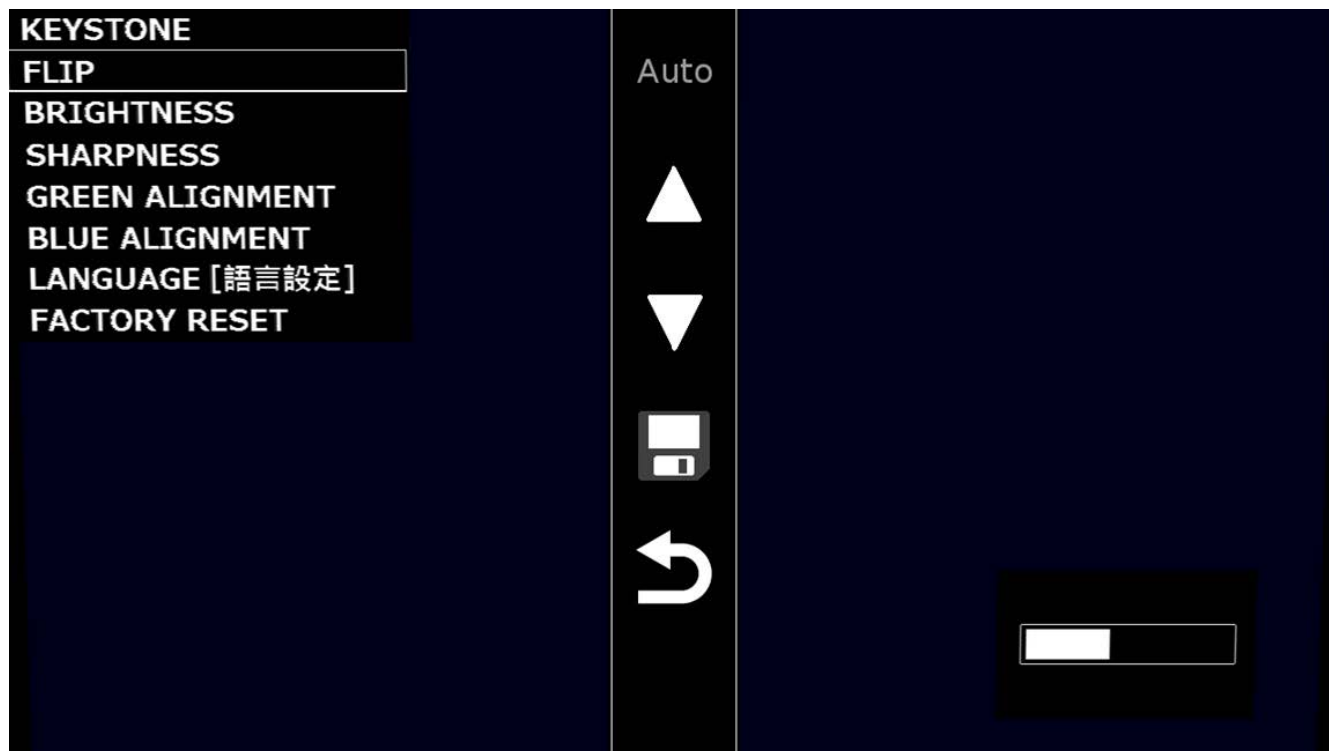 KEYSTONE
FLIP
BRIGHTNESS
SHARPNESS
GREEN ALIGNMENT
BLUE ALIGNMENT
LANGUAGE [語言設定]
FACTORY RESET
Auto